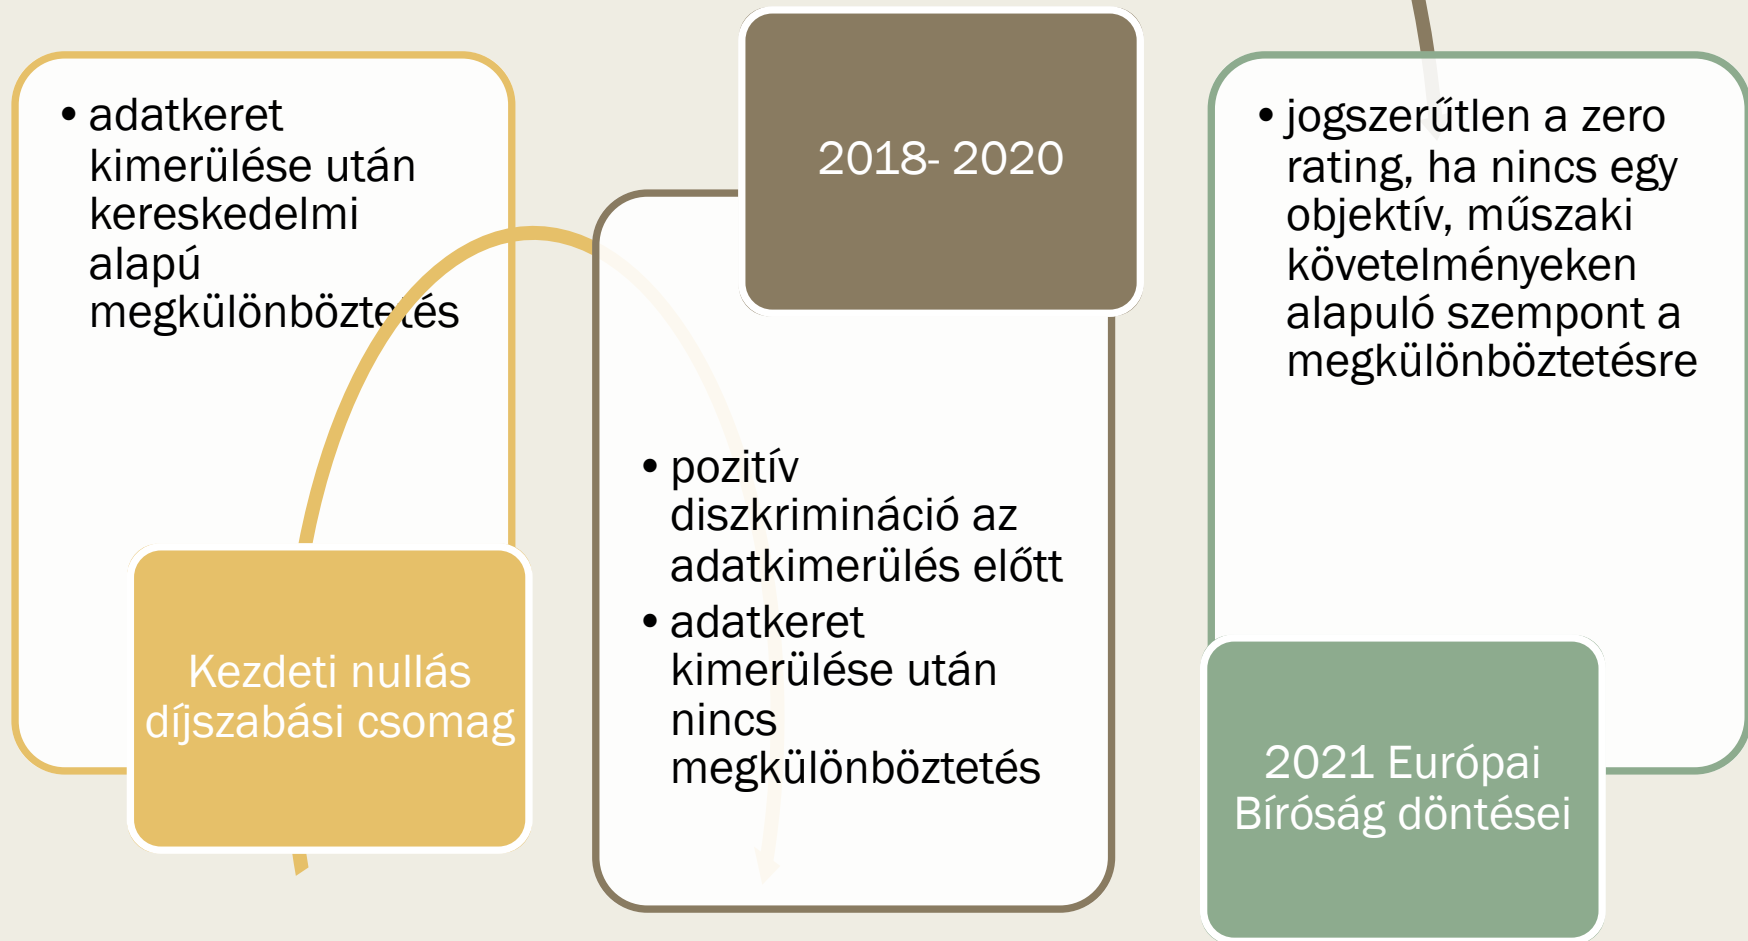 • adatkeret
kimerülése után
kereskedelmi
alapú
megkülönböztetés
Kezdeti nullás
díjszabási csomag
2018- 2020
• pozitív
diszkrimináció az
adatkimerülés előtt
• adatkeret
kimerülése után
nincs
megkülönböztetés
• jogszerűtlen a zero
rating, ha nincs egy
objektív, műszaki
követelményeken
alapuló szempont a
megkülönböztetésre
2021 Európai
Bíróság döntései